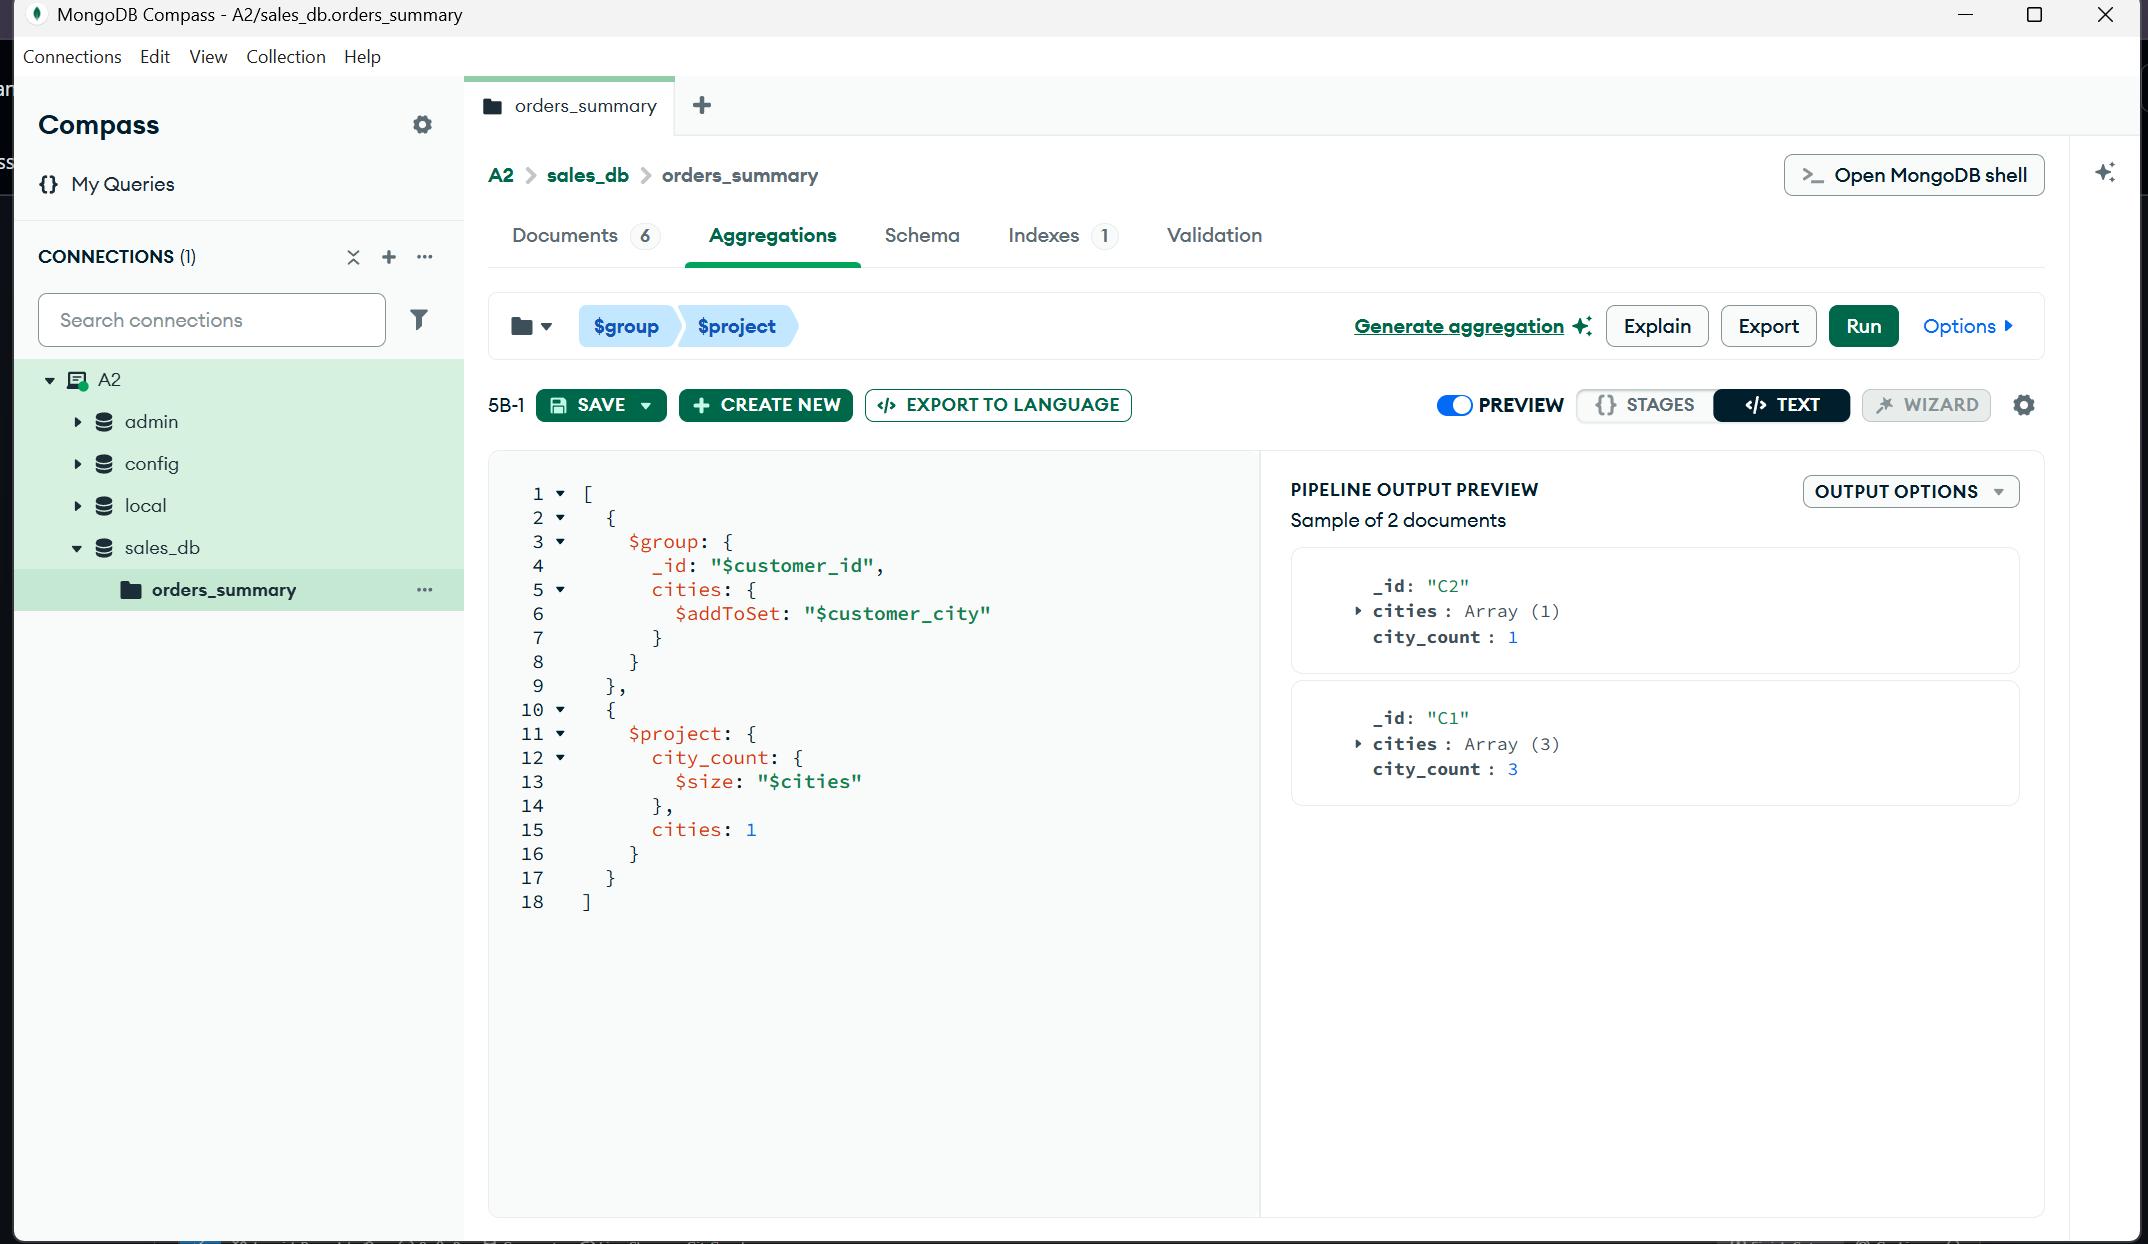 MongoDB Compass - A2/sales_db.orders_summary
Connections Edit View Collection Help
Compass
My Queries
CONNECTIONS (1)
Search connections
A2
admin
config
local
sales_db
orders_summary
orders_summary
A2 > sales_db > orders_summary
Open MongoDB shell
Documents 6 Aggregations Schema Indexes 1 Validation
$group $project
Generate aggregation Explain Export Run Options
5B-1 SAVE + CREATE NEW </> EXPORT TO LANGUAGE
PREVIEW {} STAGES </> TEXT WIZARD
1 [
2 {
3 $group: {
4 _id: "$customer_id",
5 cities: {
6 $addToSet: "$customer_city"
7 }
8 }
9 },
10 {
11 $project: {
12 city_count: {
13 $size: "$cities"
14 },
15 cities: 1
16 }
17 }
18 ]
PIPELINE OUTPUT PREVIEW
Sample of 2 documents
OUTPUT OPTIONS
_id: "C2"
cities : Array (1)
city_count : 1
_id: "C1"
cities : Array (3)
city_count : 3